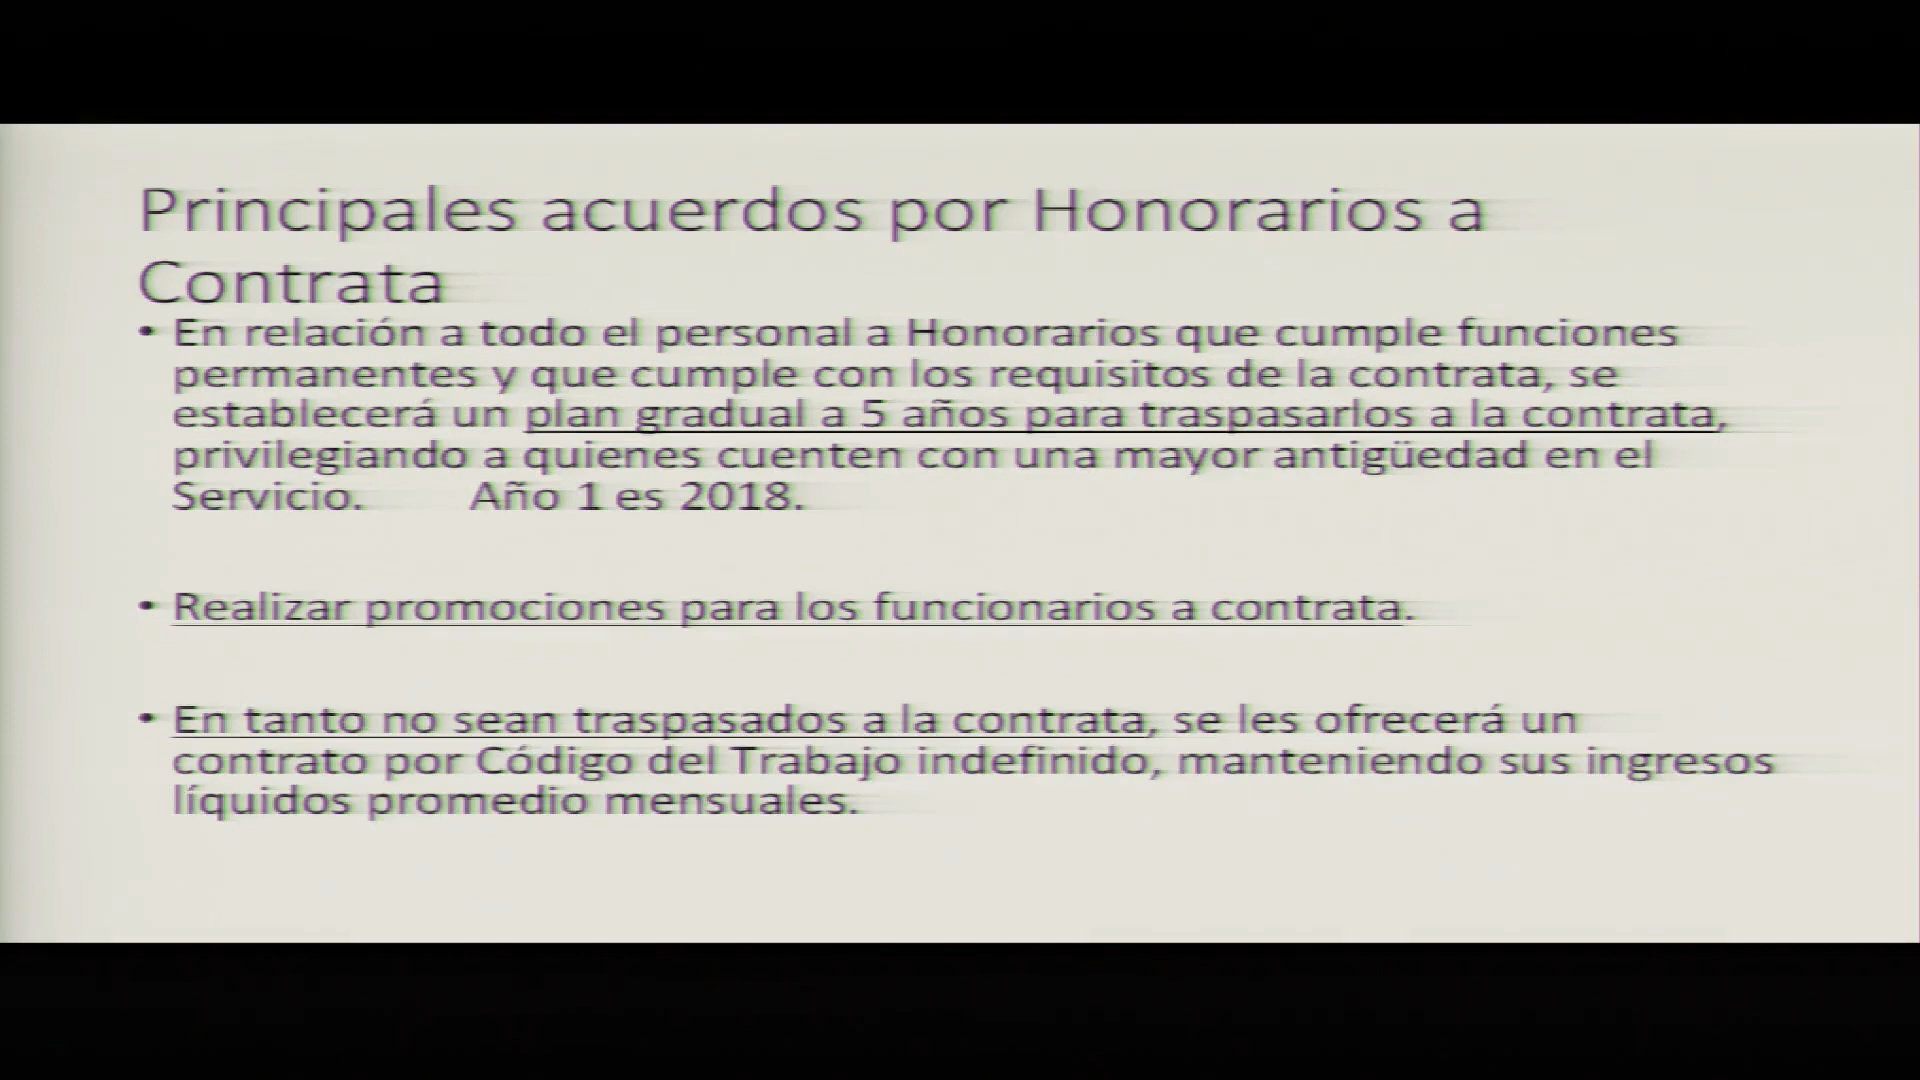 Principales acuerdos por Honorarios a
Contrata
• En relación a todo el personal a Honorarios que cumple funciones
permanentes y que cumple con los requisitos de la contrata, se
establecerá un plan gradual a 5 años para traspasarlos a la contrata,
privilegiando a quienes cuenten con una mayor antigüedad en el
Servicio. Año 1 es 2018.
• Realizar promociones para los funcionarios a contrata.
• En tanto no sean traspasados a la contrata, se les ofrecerá un
contrato por Código del Trabajo indefinido, manteniendo sus ingresos
líquidos promedio mensuales.